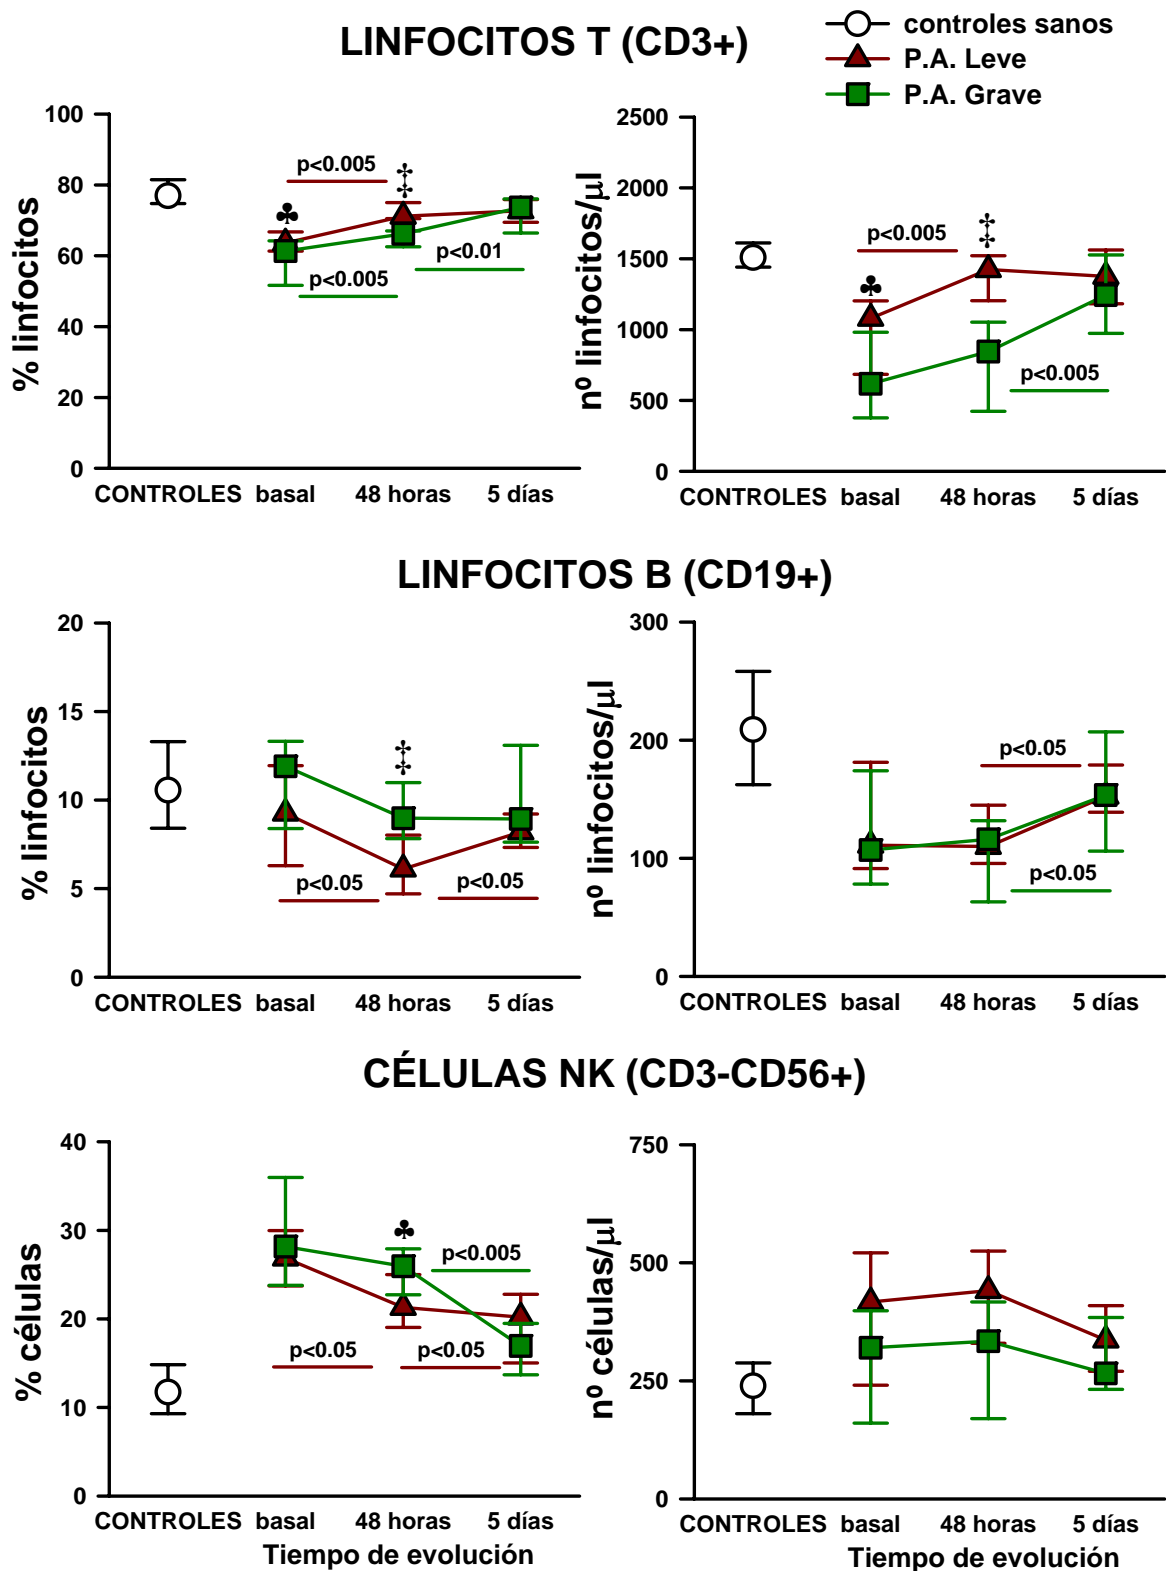 LINFOCITOS T (CD3+)
controles sanos
P.A. Leve
P.A. Grave
% linfocitos
100
80
60
40
20
0
p<0.005
♣
‡
p<0.01
p<0.005
CONTROLES basal 48 horas 5 días
nº linfocitos/µl
2500
2000
1500
1000
500
0
p<0.005
‡
♣
p<0.005
CONTROLES basal 48 horas 5 días
LINFOCITOS B (CD19+)
% linfocitos
20
15
10
5
0
‡
p<0.05 p<0.05
CONTROLES basal 48 horas 5 días
nº linfocitos/µl
300
200
100
0
p<0.05
p<0.05
CONTROLES basal 48 horas 5 días
CÉLULAS NK (CD3-CD56+)
% células
40
30
20
10
0
♣
p<0.005
p<0.05 p<0.05
CONTROLES basal 48 horas 5 días
Tiempo de evolución
nº células/µl
750
500
250
0
CONTROLES basal 48 horas 5 días
Tiempo de evolución